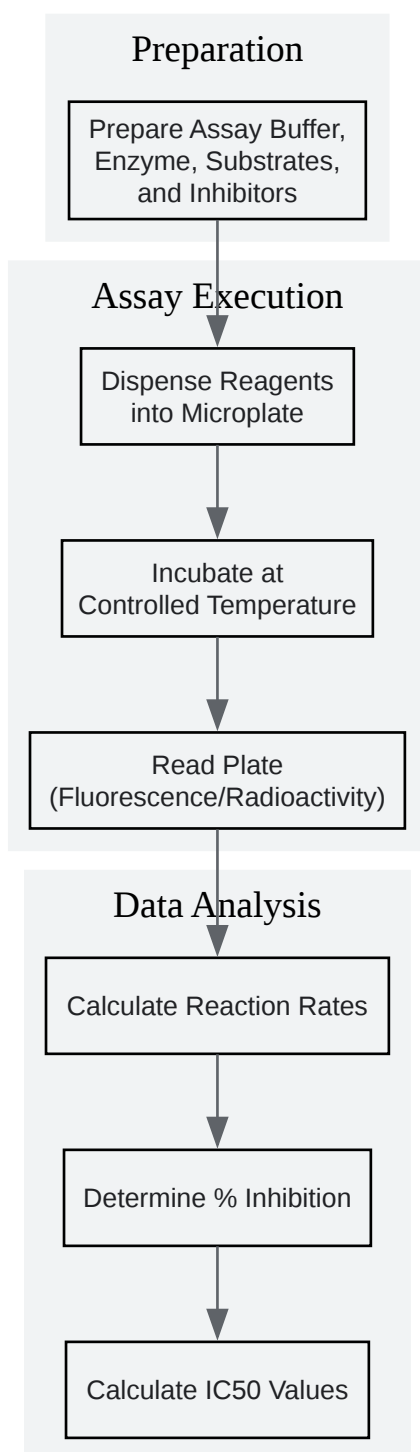 Preparation
Prepare Assay Buffer,
Enzyme, Substrates,
and Inhibitors
Assay Execution
Dispense Reagents
into Microplate
Incubate at
Controlled Temperature
Read Plate
(Fluorescence/Radioactivity)
Data Analysis
Calculate Reaction Rates
Determine % Inhibition
Calculate IC50 Values